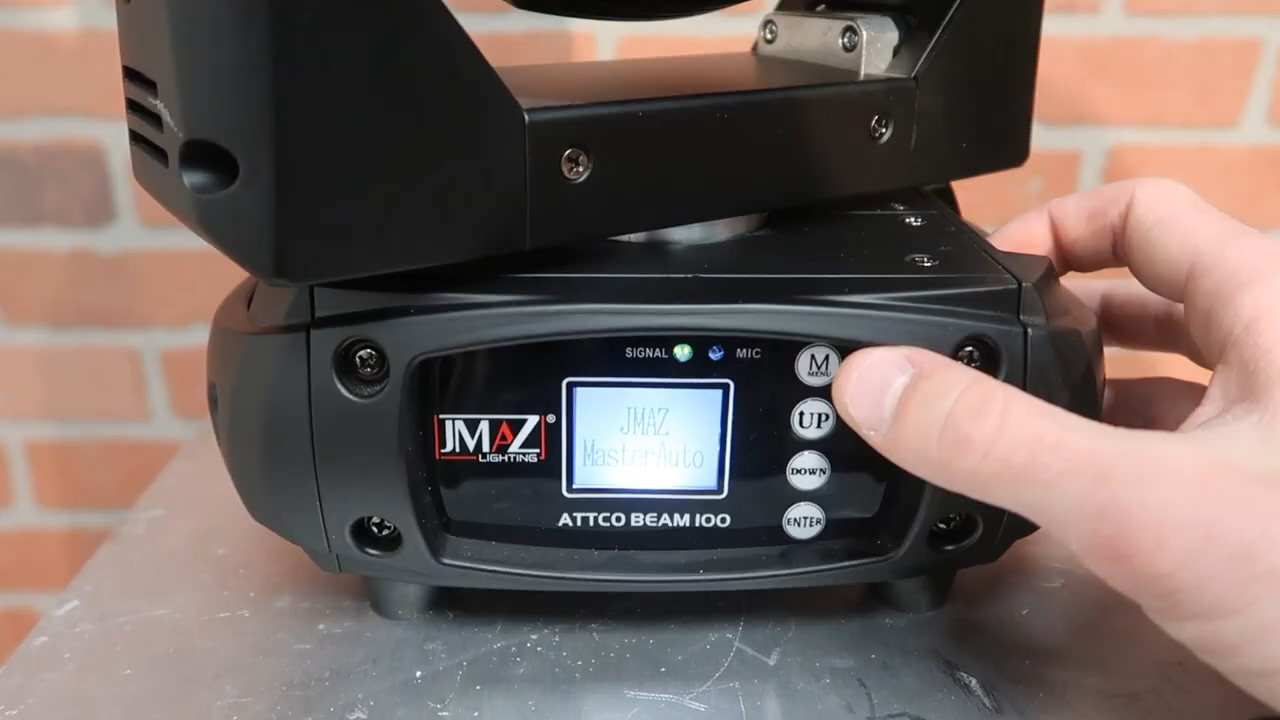 SIGNAL MIC
JMAZ
LIGHTING
®
JMAZ
MasterAuto
ATTCO BEAM 100
M
MENU
UP
DOWN
ENTER